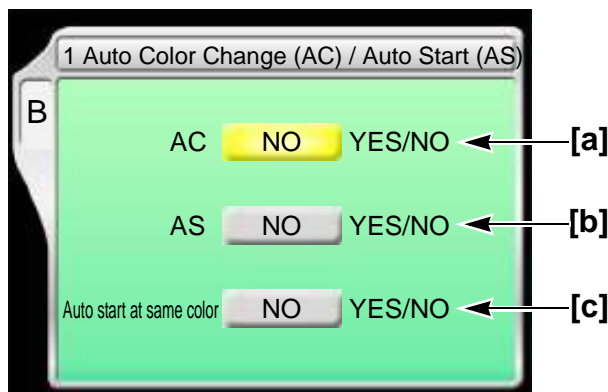 1 Auto Color Change (AC) / Auto Start (AS)
B
AC NO YES/NO [a]
AS NO YES/NO [b]
Auto start at same color NO YES/NO [c]